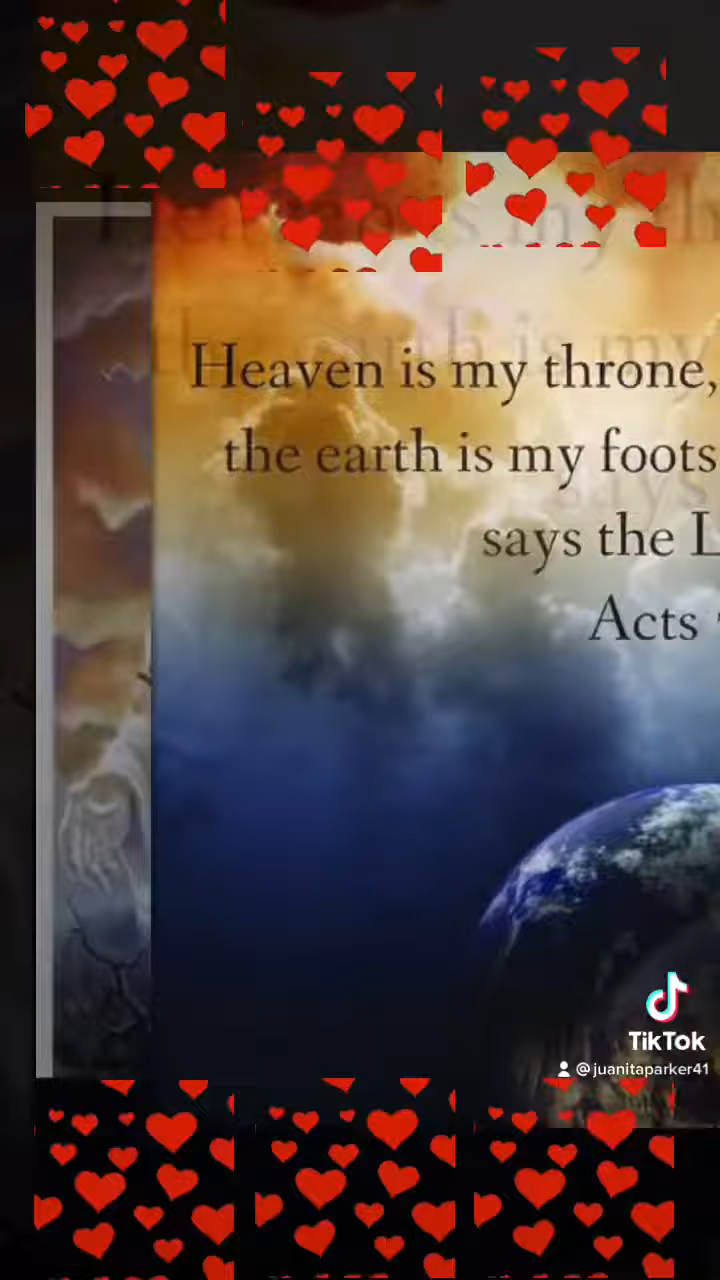 Heaven is my throne,
the earth is my foots
says the L
Acts
TikTok
@juanitaparker41